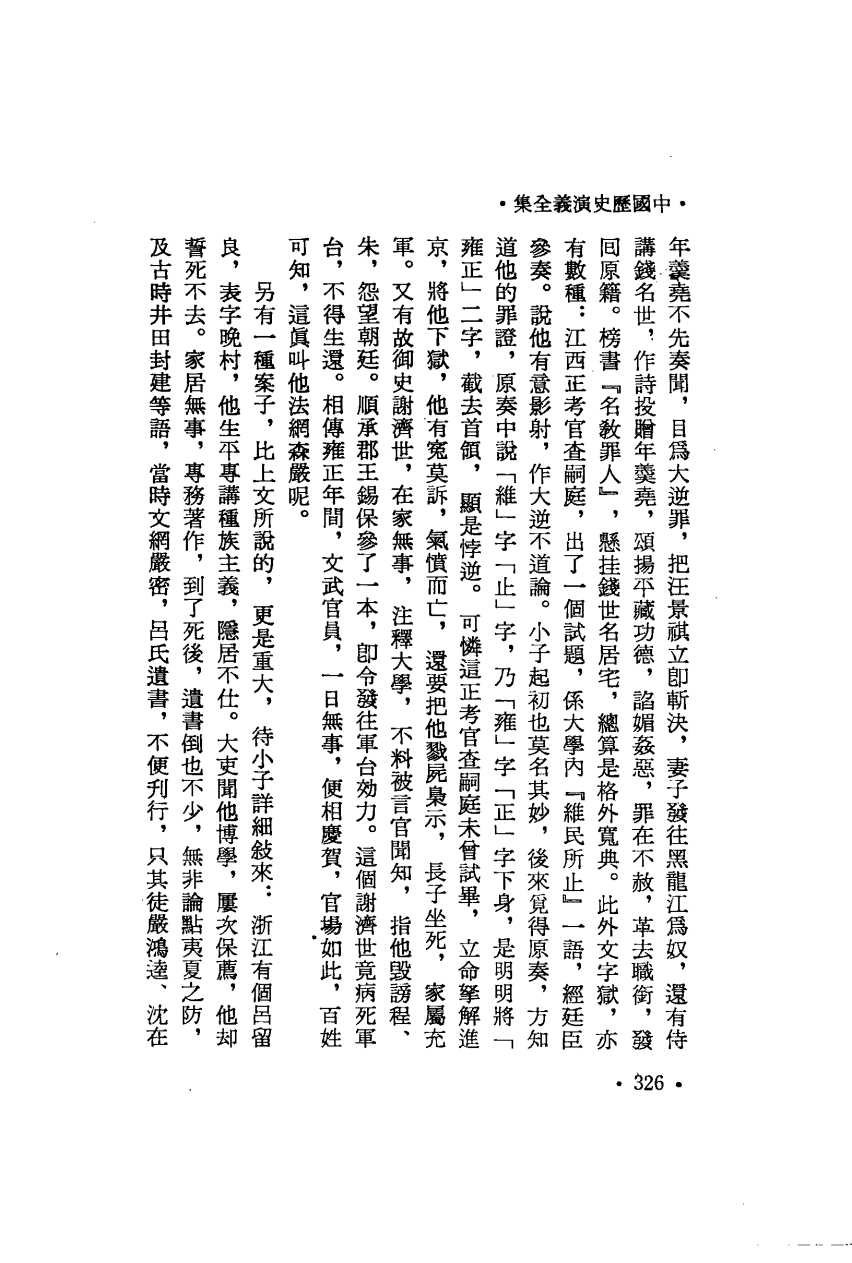 ·中國歷史演義全集·
年羹堯不先奏聞，目爲大逆罪，把汪景祺立卽斬決，妻子發往黑龍江爲奴，還有侍
講錢名世，作詩投贈年羹堯，頌揚平藏功德，諂媚姦惡，罪在不赦，革去職銜，發
囘原籍。榜書『名敎罪人』，懸挂錢世名居宅，總算是格外寬典。此外文字獄，亦
有數種：江西正考官查嗣庭，出了一個試題，係大學內『維民所止』一語，經廷臣
參奏。說他有意影射，作大逆不道論。小子起初也莫名其妙，後來覓得原奏，方知
道他的罪證，原奏中說「維」字「止」字，乃「雍」字「正」字下身，是明明將「
雍正」二字，截去首領，顯是悖逆。可憐這正考官查嗣庭未曾試畢，立命拏解進
京，將他下獄，他有寃莫訴，氣憤而亡，還要把他戮屍梟示，長子坐死，家屬充
軍。又有故御史謝濟世，在家無事，注釋大學，不料被言官聞知，指他毀謗程、
朱，怨望朝廷。順承郡王錫保參了一本，卽令發往軍台効力。這個謝濟世竟病死軍
台，不得生還。相傳雍正年間，文武官員，一日無事，便相慶賀，官場如此，百姓
可知，這眞叫他法網森嚴呢。
另有一種案子，比上文所說的，更是重大，待小子詳細敍來：浙江有個呂留
良，表字晚村，他生平專講種族主義，隱居不仕。大吏聞他博學，屢次保薦，他却
誓死不去。家居無事，專務著作，到了死後，遺書倒也不少，無非論點夷夏之防，
及古時井田封建等語，當時文網嚴密，呂氏遺書，不便刋行，只其徒嚴鴻逵、沈在
·326·